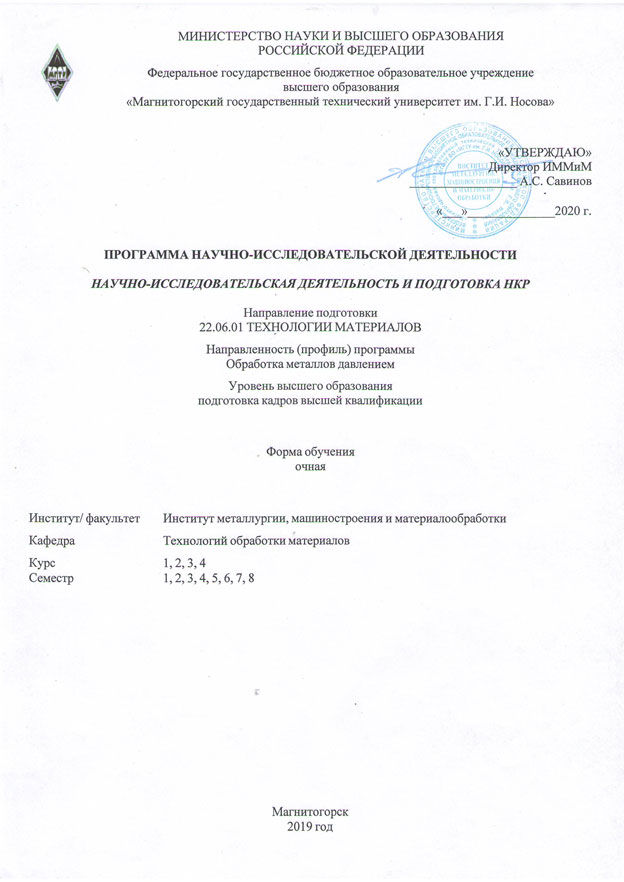 МИНИСТЕРСТВО НАУКИ И ВЫСШЕГО ОБРАЗОВАНИЯ
РОССИЙСКОЙ ФЕДЕРАЦИИ
Федеральное государственное бюджетное образовательное учреждение
высшего образования
«Магнитогорский государственный технический университет им. Г.И. Носова»
«УТВЕРЖДАЮ»
Директор ИММиМ
_________________ А.С. Савинов
«___»______________2020 г.
ПРОГРАММА НАУЧНО-ИССЛЕДОВАТЕЛЬСКОЙ ДЕЯТЕЛЬНОСТИ
НАУЧНО-ИССЛЕДОВАТЕЛЬСКАЯ ДЕЯТЕЛЬНОСТЬ И ПОДГОТОВКА НКР
Направление подготовки
22.06.01 ТЕХНОЛОГИИ МАТЕРИАЛОВ
Направленность (профиль) программы
Обработка металлов давлением
Уровень высшего образования
подготовка кадров высшей квалификации
Форма обучения
очная
Институт/ факультет Институт металлургии, машиностроения и материалообработки
Кафедра Технологий обработки материалов
Курс 1, 2, 3, 4
Семестр 1, 2, 3, 4, 5, 6, 7, 8
Магнитогорск
2019 год